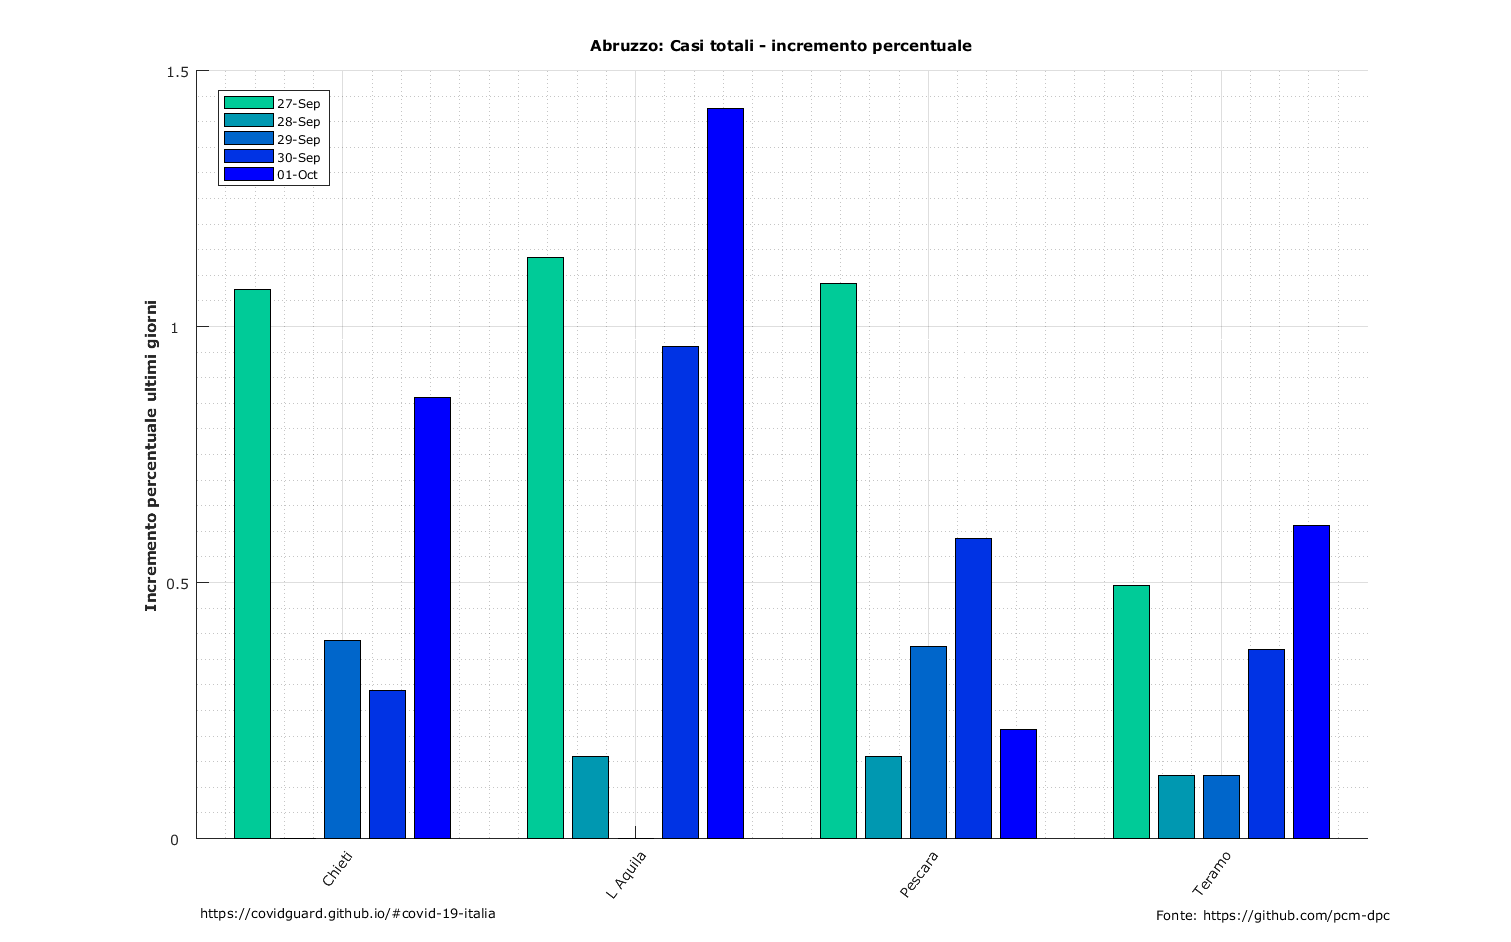 Abruzzo: Casi totali - incremento percentuale
1.5
27-Sep
28-Sep
29-Sep
30-Sep
01-Oct
Incremento percentuale ultimi giorni
1
0.5
0
Chieti
L Aquila
Pescara
Teramo
https://covidguard.github.io/#covid-19-italia
Fonte: https://github.com/pcm-dpc